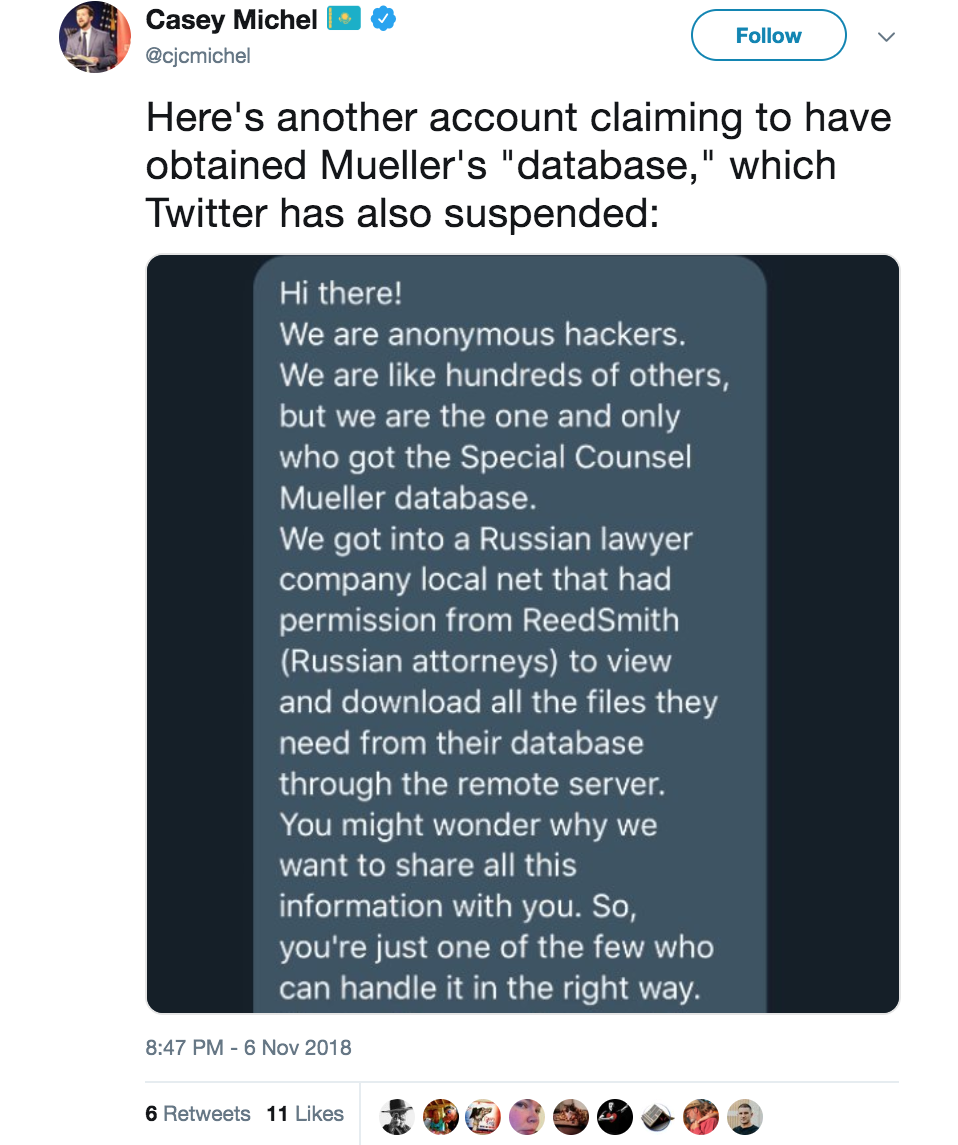 Casey Michel
@cjcmichel
Follow
Here's another account claiming to have
obtained Mueller's "database," which
Twitter has also suspended:
Hi there!
We are anonymous hackers.
We are like hundreds of others,
but we are the one and only
who got the Special Counsel
Mueller database.
We got into a Russian lawyer
company local net that had
permission from ReedSmith
(Russian attorneys) to view
and download all the files they
need from their database
through the remote server.
You might wonder why we
want to share all this
information with you. So,
you're just one of the few who
can handle it in the right way.
8:47 PM - 6 Nov 2018
6 Retweets 11 Likes